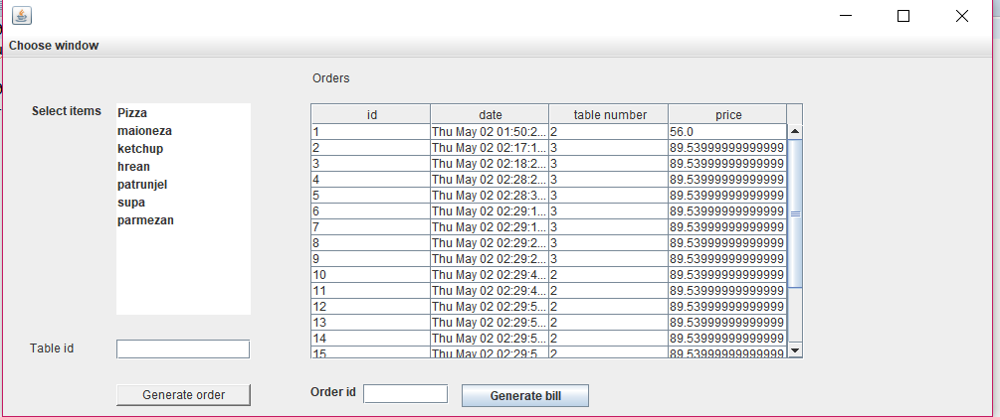 Choose window
Orders
Select items
Pizza
maioneza
ketchup
hrean
patrunjel
supa
parmezan
id date table number price
1 Thu May 02 01:50:2... 2 56.0
2 Thu May 02 02:17:1... 3 89.53999999999999
3 Thu May 02 02:18:2... 3 89.53999999999999
4 Thu May 02 02:28:2... 3 89.53999999999999
5 Thu May 02 02:28:3... 3 89.53999999999999
6 Thu May 02 02:29:1... 3 89.53999999999999
7 Thu May 02 02:29:1... 3 89.53999999999999
8 Thu May 02 02:29:2... 3 89.53999999999999
9 Thu May 02 02:29:2... 3 89.53999999999999
10 Thu May 02 02:29:4... 2 89.53999999999999
11 Thu May 02 02:29:4... 2 89.53999999999999
12 Thu May 02 02:29:5... 2 89.53999999999999
13 Thu May 02 02:29:5... 2 89.53999999999999
14 Thu May 02 02:29:5... 2 89.53999999999999
15 Thu May 02 02:29:5... 2 89.53999999999999
Table id
Generate order
Order id
Generate bill